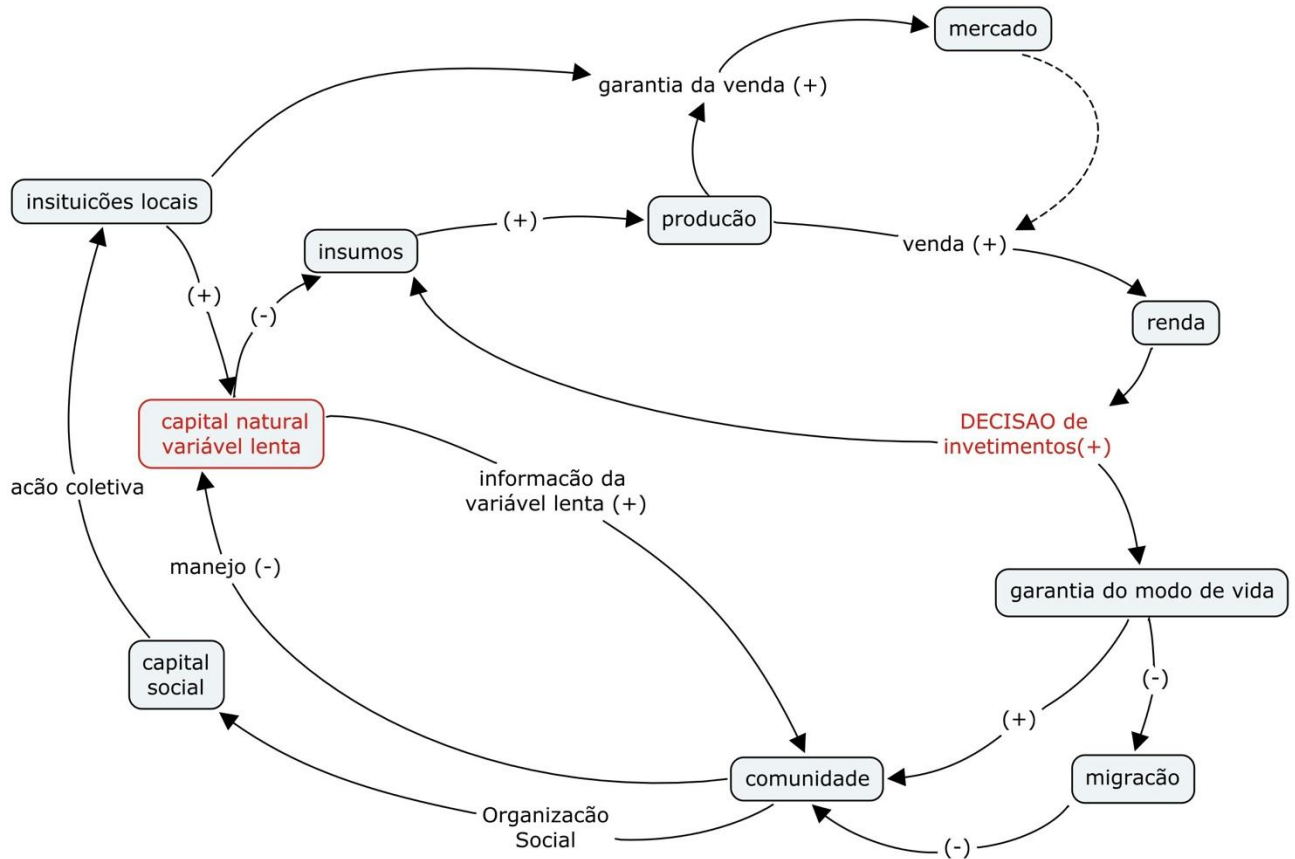 mercado
garantia da venda (+)
insituicões locais
producão
(+)
insumos
venda (+)
(+)
(-)
renda
capital natural
variável lenta
DECISAO de
invetimentos(+)
informacão da
variável lenta (+)
acão coletiva
manejo (-)
garantia do modo de vida
capital
social
(-)
(+)
comunidade
migracão
Organizacão
Social
(-)